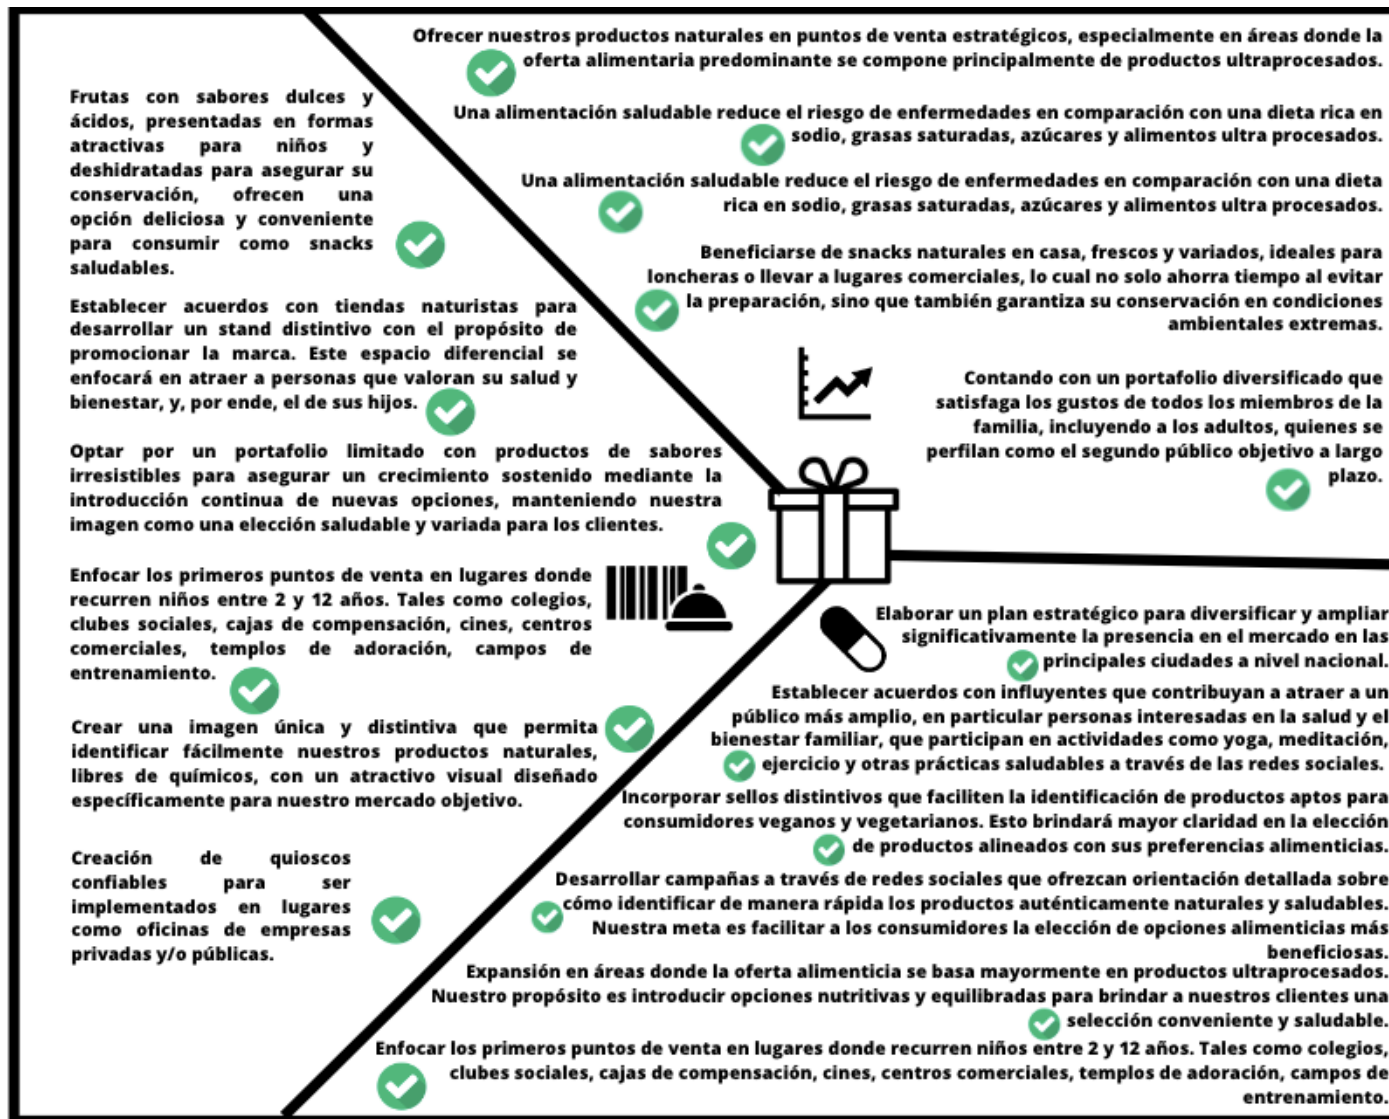 Frutas con sabores dulces y
ácidos, presentadas en formas
atractivas para niños y
deshidratadas para asegurar su
conservación, ofrecen una
opción deliciosa y conveniente
para consumir como snacks
saludables.
Establecer acuerdos con tiendas naturistas para
desarrollar un stand distintivo con el propósito de
promocionar la marca. Este espacio diferencial se
enfocará en atraer a personas que valoran su salud y
bienestar, y, por ende, el de sus hijos.
Optar por un portafolio limitado con productos de sabores
irresistibles para asegurar un crecimiento sostenido mediante la
introducción continua de nuevas opciones, manteniendo nuestra
imagen como una elección saludable y variada para los clientes.
Enfocar los primeros puntos de venta en lugares donde
recurren niños entre 2 y 12 años. Tales como colegios,
clubes sociales, cajas de compensación, cines, centros
comerciales, templos de adoración, campos de
entrenamiento.
Crear una imagen única y distintiva que permita
identificar fácilmente nuestros productos naturales,
libres de químicos, con un atractivo visual diseñado
específicamente para nuestro mercado objetivo.
Creación de quioscos
confiables para ser
implementados en lugares
como oficinas de empresas
privadas y/o públicas.
Ofrecer nuestros productos naturales en puntos de venta estratégicos, especialmente en áreas donde la
oferta alimentaria predominante se compone principalmente de productos ultraprocesados.
Una alimentación saludable reduce el riesgo de enfermedades en comparación con una dieta rica en
sodio, grasas saturadas, azúcares y alimentos ultra procesados.
Una alimentación saludable reduce el riesgo de enfermedades en comparación con una dieta
rica en sodio, grasas saturadas, azúcares y alimentos ultra procesados.
Beneficiarse de snacks naturales en casa, frescos y variados, ideales para
loncheras o llevar a lugares comerciales, lo cual no solo ahorra tiempo al evitar
la preparación, sino que también garantiza su conservación en condiciones
ambientales extremas.
Contando con un portafolio diversificado que
satisfaga los gustos de todos los miembros de la
familia, incluyendo a los adultos, quienes se
perfilan como el segundo público objetivo a largo
plazo.
Elaborar un plan estratégico para diversificar y ampliar
significativamente la presencia en el mercado en las
principales ciudades a nivel nacional.
Establecer acuerdos con influyentes que contribuyan a atraer a un
público más amplio, en particular personas interesadas en la salud y el
bienestar familiar, que participan en actividades como yoga, meditación,
ejercicio y otras prácticas saludables a través de las redes sociales.
Incorporar sellos distintivos que faciliten la identificación de productos aptos para
consumidores veganos y vegetarianos. Esto brindará mayor claridad en la elección
de productos alineados con sus preferencias alimenticias.
Desarrollar campañas a través de redes sociales que ofrezcan orientación detallada sobre
cómo identificar de manera rápida los productos auténticamente naturales y saludables.
Nuestra meta es facilitar a los consumidores la elección de opciones alimenticias más
beneficiosas.
Expansión en áreas donde la oferta alimenticia se basa mayormente en productos ultraprocesados.
Nuestro propósito es introducir opciones nutritivas y equilibradas para brindar a nuestros clientes una
selección conveniente y saludable.
Enfocar los primeros puntos de venta en lugares donde recurren niños entre 2 y 12 años. Tales como colegios,
clubes sociales, cajas de compensación, cines, centros comerciales, templos de adoración, campos de
entrenamiento.